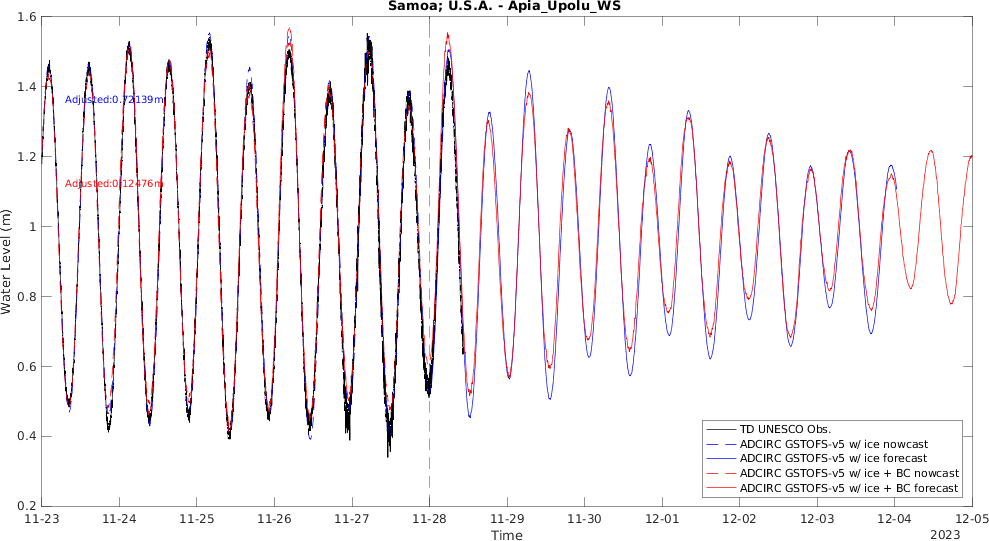 Samoa; U.S.A. - Apia_Upolu_WS
1.6
1.4
1.2
1
0.8
0.6
0.4
0.2
Water Level (m)
Adjusted:0.72139m
Adjusted:0.12476m
TD UNESCO Obs.
ADCIRC GSTOFS-v5 w/ ice nowcast
ADCIRC GSTOFS-v5 w/ ice forecast
ADCIRC GSTOFS-v5 w/ ice + BC nowcast
ADCIRC GSTOFS-v5 w/ ice + BC forecast
11-23 11-24 11-25 11-26 11-27 11-28 11-29 11-30 12-01 12-02 12-03 12-04 12-05
Time
2023